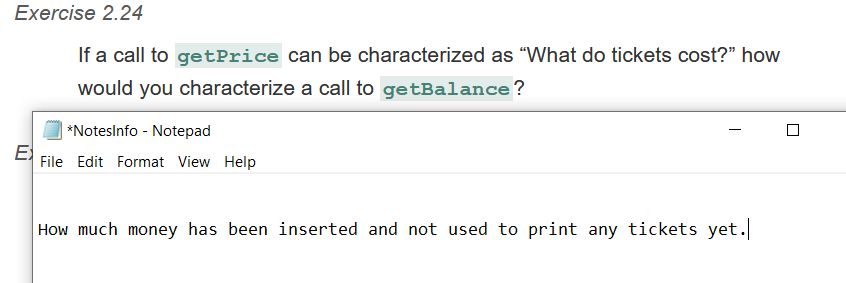 Exercise 2.24
If a call to getPrice can be characterized as “What do tickets cost?” how
would you characterize a call to getBalance?
*NotesInfo - Notepad
File Edit Format View Help
How much money has been inserted and not used to print any tickets yet.